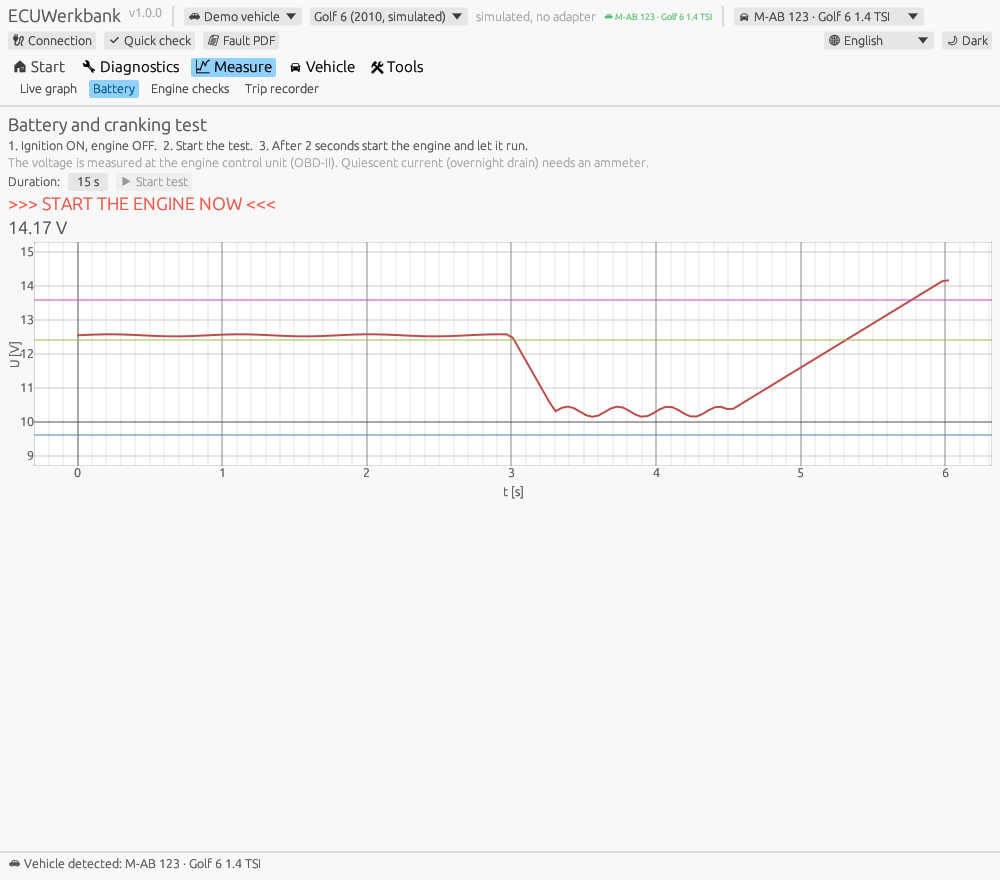 ECUWerkbank v1.0.0 Demo vehicle Golf 6 (2010, simulated) simulated, no adapter M-AB 123 · Golf 6 1.4 TSI M-AB 123 · Golf 6 1.4 TSI
Connection Quick check Fault PDF English Dark
Start Diagnostics Measure Vehicle Tools
Live graph Battery Engine checks Trip recorder
Battery and cranking test
1. Ignition ON, engine OFF. 2. Start the test. 3. After 2 seconds start the engine and let it run.
The voltage is measured at the engine control unit (OBD-II). Quiescent current (overnight drain) needs an ammeter.
Duration: 15 s Start test
>>> START THE ENGINE NOW <<<
14.17 V
15
14
13
12
11
10
9
U [V]
0 1 2 3 4 5 6
t [s]
Vehicle detected: M-AB 123 · Golf 6 1.4 TSI